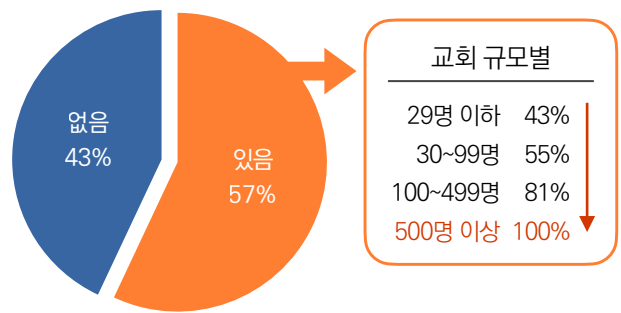 없음
43%
있음
57%
교회 규모별
29명 이하 43%
30~99명 55%
100~499명 81%
500명 이상 100%